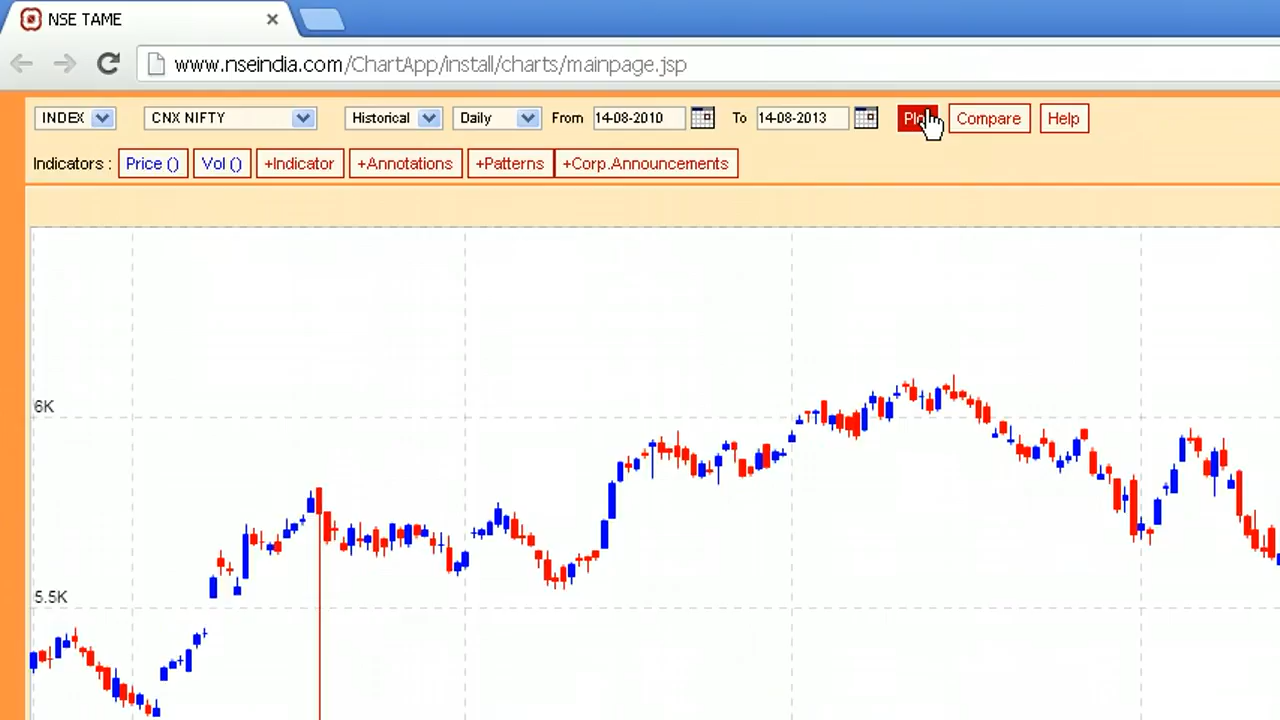 NSE TAME
www.nseindia.com/ChartApp/install/charts/mainpage.jsp
INDEX CNX NIFTY Historical Daily From 14-08-2010 To 14-08-2013 Compare Help
Indicators : Price () Vol () +Indicator +Annotations +Patterns +Corp.Announcements
6K
5.5K